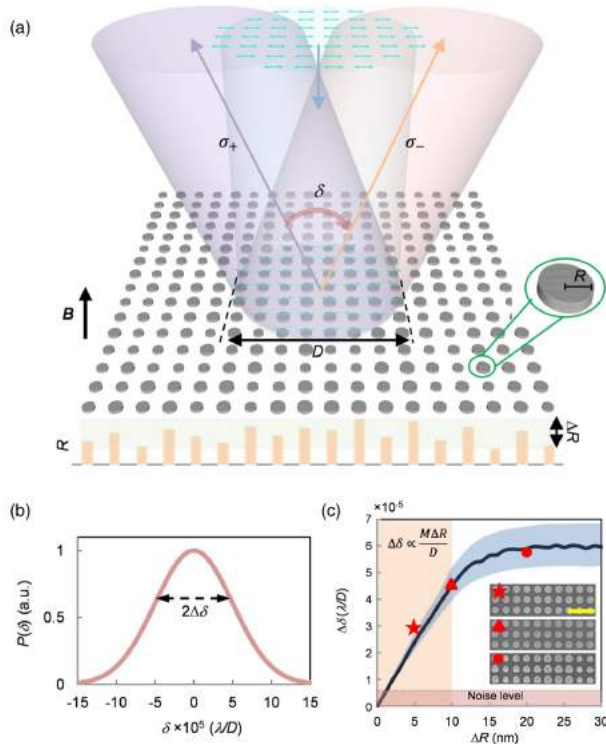 (a)
σ+
σ−
δ
R
B
D
R
ΔR
(b)
P(δ) (a.u.)
1
0.5
0
2Δδ
-15 -10 -5 0 5 10 15
δ ×10⁵ (λ/D)
(c)
×10⁻⁵
Δδ (λ/D)
7
6
5
4
3
2
1
0
Δδ ∝ MΔR/D
Noise level
0 5 10 15 20 25 30
ΔR (nm)